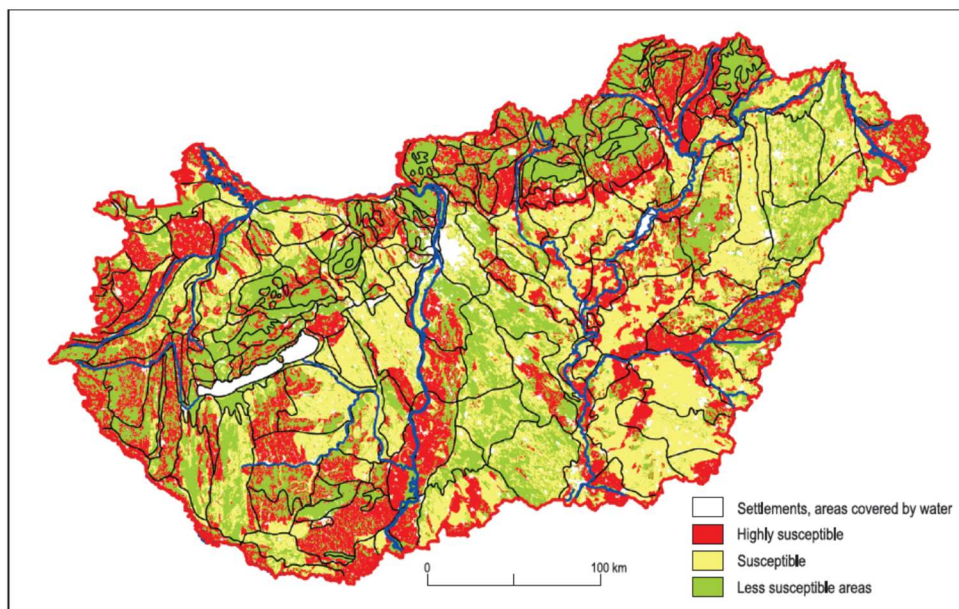 Settlements, areas covered by water
Highly susceptible
Susceptible
Less susceptible areas
0
100 km